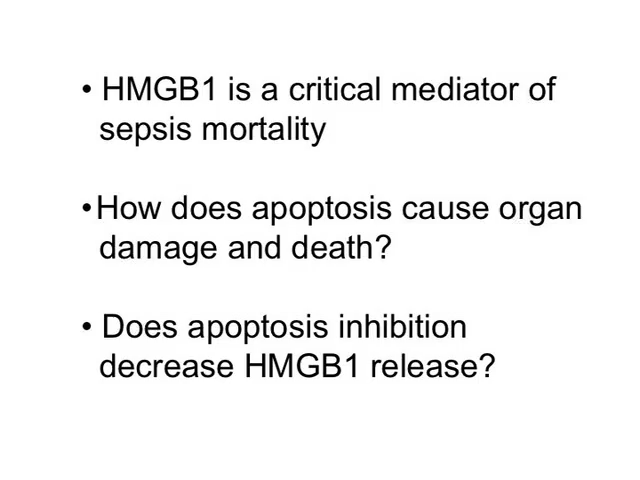 • HMGB1 is a critical mediator of
sepsis mortality
•How does apoptosis cause organ
damage and death?
• Does apoptosis inhibition
decrease HMGB1 release?